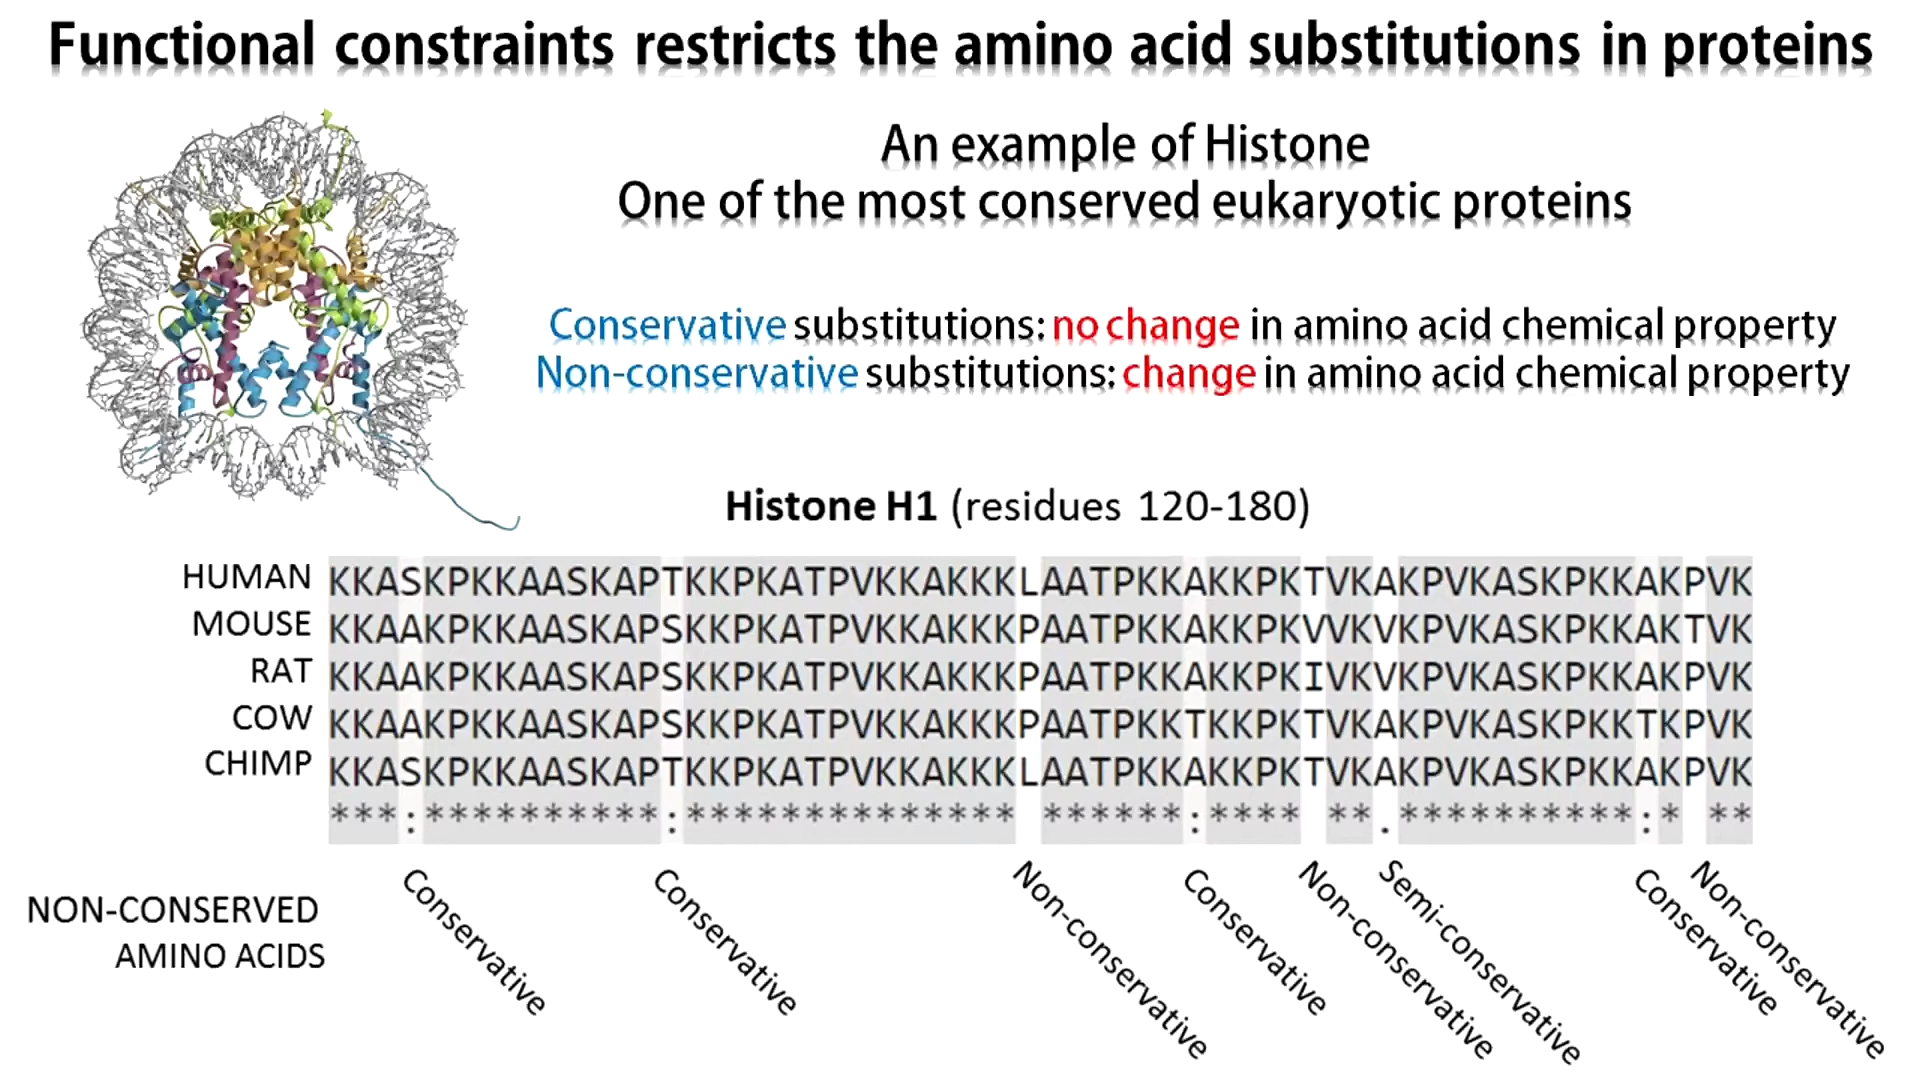 Functional constraints restricts the amino acid substitutions in proteins
An example of Histone
One of the most conserved eukaryotic proteins
Conservative substitutions: no change in amino acid chemical property
Non-conservative substitutions: change in amino acid chemical property
Histone H1 (residues 120-180)
HUMAN KKASKPKKAASKAPTKKPKATPVKKAKKKLAATPKKAKKPKTVKAKPVKASKPKKAKPVK
MOUSE KKAAKPKKAASKAPSKKPKATPVKKAKKKPAATPKKAKKPKVVKVKPVKASKPKKAKTVK
RAT KKAAKPKKAASKAPSKKPKATPVKKAKKKPAATPKKAKKPKIVKVKPVKASKPKKAKPVK
COW KKAAKPKKAASKAPSKKPKATPVKKAKKKPAATPKKTKKPKTVKAKPVKASKPKKTKPVK
CHIMP KKASKPKKAASKAPTKKPKATPVKKAKKKLAATPKKAKKPKTVKAKPVKASKPKKAKPVK
***:**********:************** ******:**** **.**********:* **
NON-CONSERVED
AMINO ACIDS
Conservative
Conservative
Non-conservative
Conservative
Non-conservative
Semi-conservative
Conservative
Non-conservative